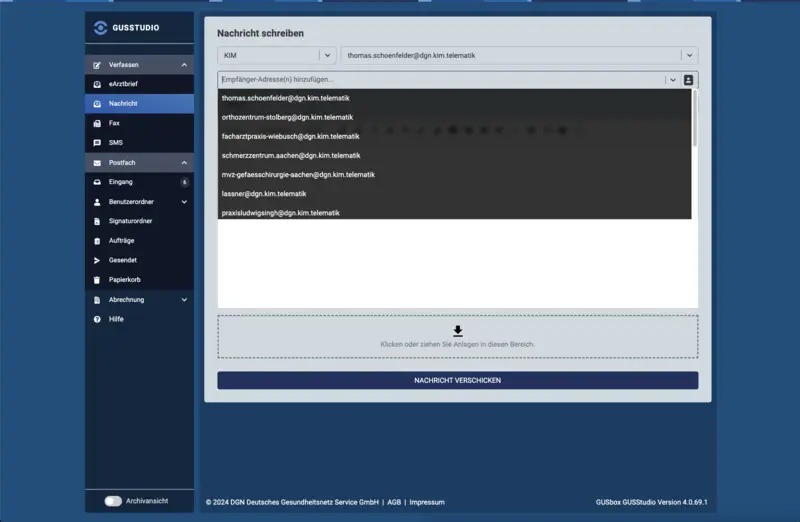 GUSSTUDIO
Verfassen
eArztbrief
Nachricht
Fax
SMS
Postfach
Eingang
6
Benutzerordner
Signaturordner
Aufträge
Gesendet
Papierkorb
Abrechnung
Hilfe
Archivansicht
Nachricht schreiben
KIM
thomas.schoenfelder@dgn.kim.telematik
Empfänger-Adresse(n) hinzufügen...
thomas.schoenfelder@dgn.kim.telematik
orthozentrum-stolberg@dgn.kim.telematik
facharztpraxis-wiebusch@dgn.kim.telematik
schmerzzentrum.aachen@dgn.kim.telematik
mvz-gefaesschirurgie-aachen@dgn.kim.telematik
lassner@dgn.kim.telematik
praxisludwigsingh@dgn.kim.telematik
Klicken oder ziehen Sie Anlagen in diesen Bereich.
NACHRICHT VERSCHICKEN
© 2024 DGN Deutsches Gesundheitsnetz Service GmbH | AGB | Impressum
GUSbox GUSStudio Version 4.0.69.1